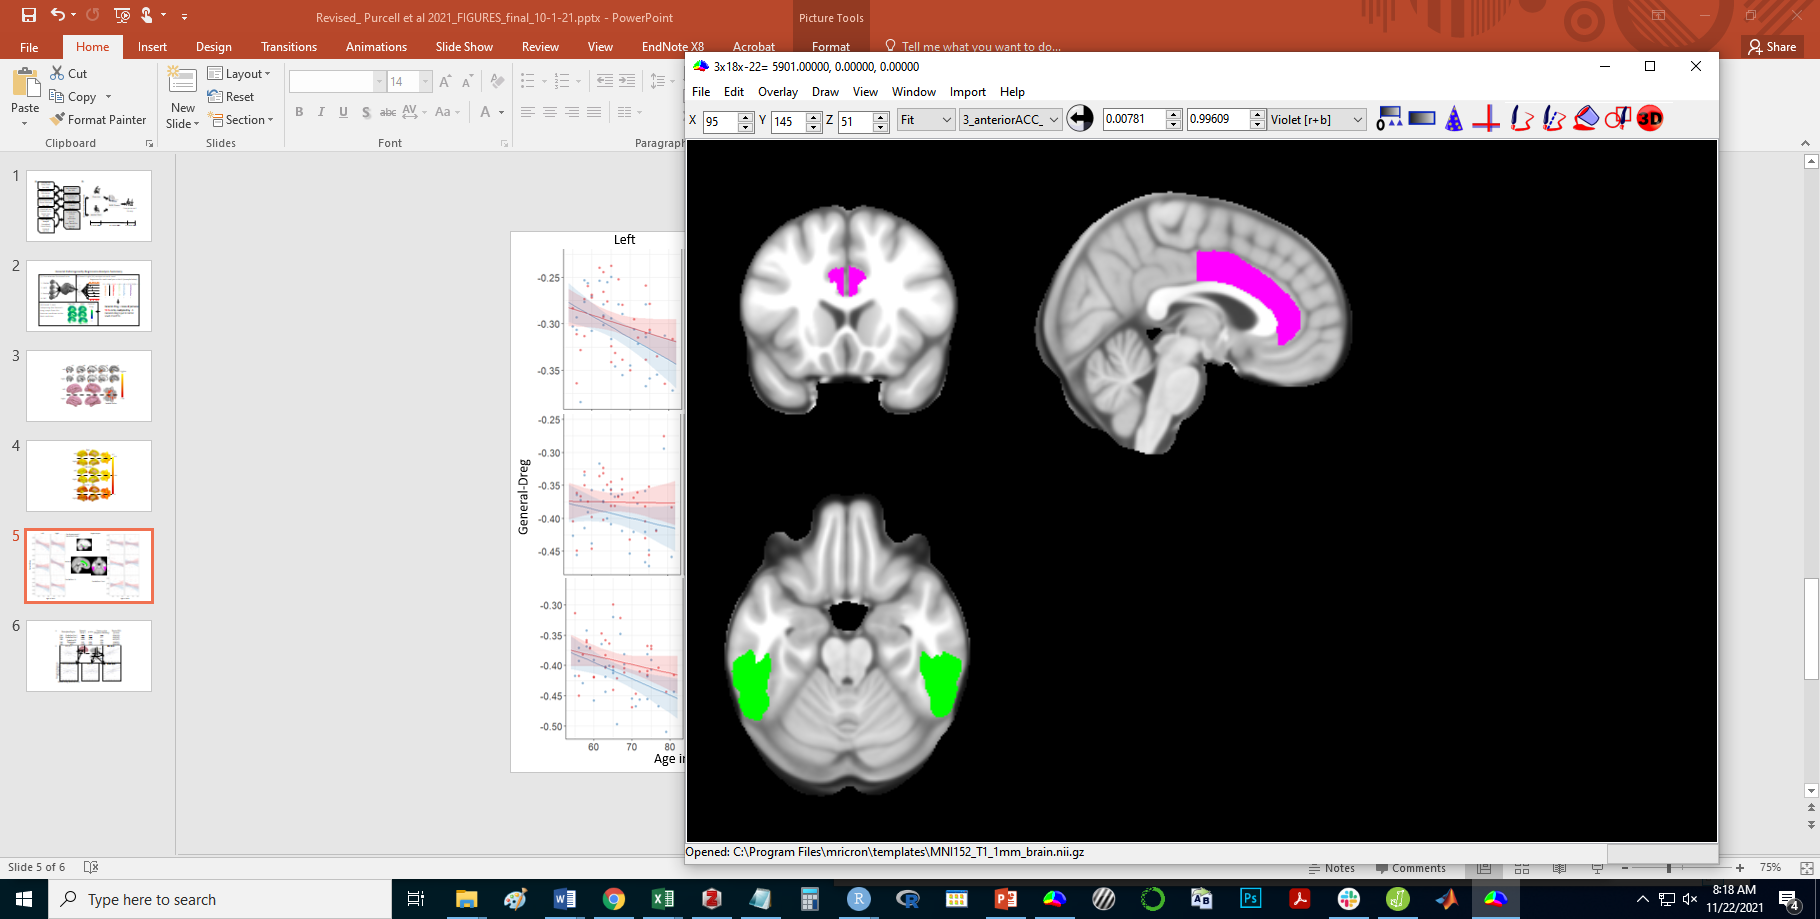 Revised_ Purcell et al 2021_FIGURES_final_10-1-21.pptx - PowerPoint
Picture Tools
File Home Insert Design Transitions Animations Slide Show Review View EndNote X8 Acrobat Format Tell me what you want to do... Share
Paste
Cut
Copy
Format Painter
Clipboard
New Slide
Layout
Reset
Section
Slides
14
B I U S abc AV Aa A
Font
Paragraph
3x18x-22= 5901.00000, 0.00000, 0.00000
File Edit Overlay Draw View Window Import Help
X 95 Y 145 Z 51 Fit 3_anteriorACC_ 0.00781 0.99609 Violet [r+b] 3D
1
2
3
4
5
6
Left
-0.25
-0.30
-0.35
-0.25
-0.30
-0.35
-0.40
-0.45
General-Dreg
-0.30
-0.35
-0.40
-0.45
-0.50
60 70 80
Age in
Opened: C:\Program Files\mricron\templates\MNI152_T1_1mm_brain.nii.gz
Slide 5 of 6
Notes Comments 75%
Type here to search
8:18 AM
11/22/2021
4